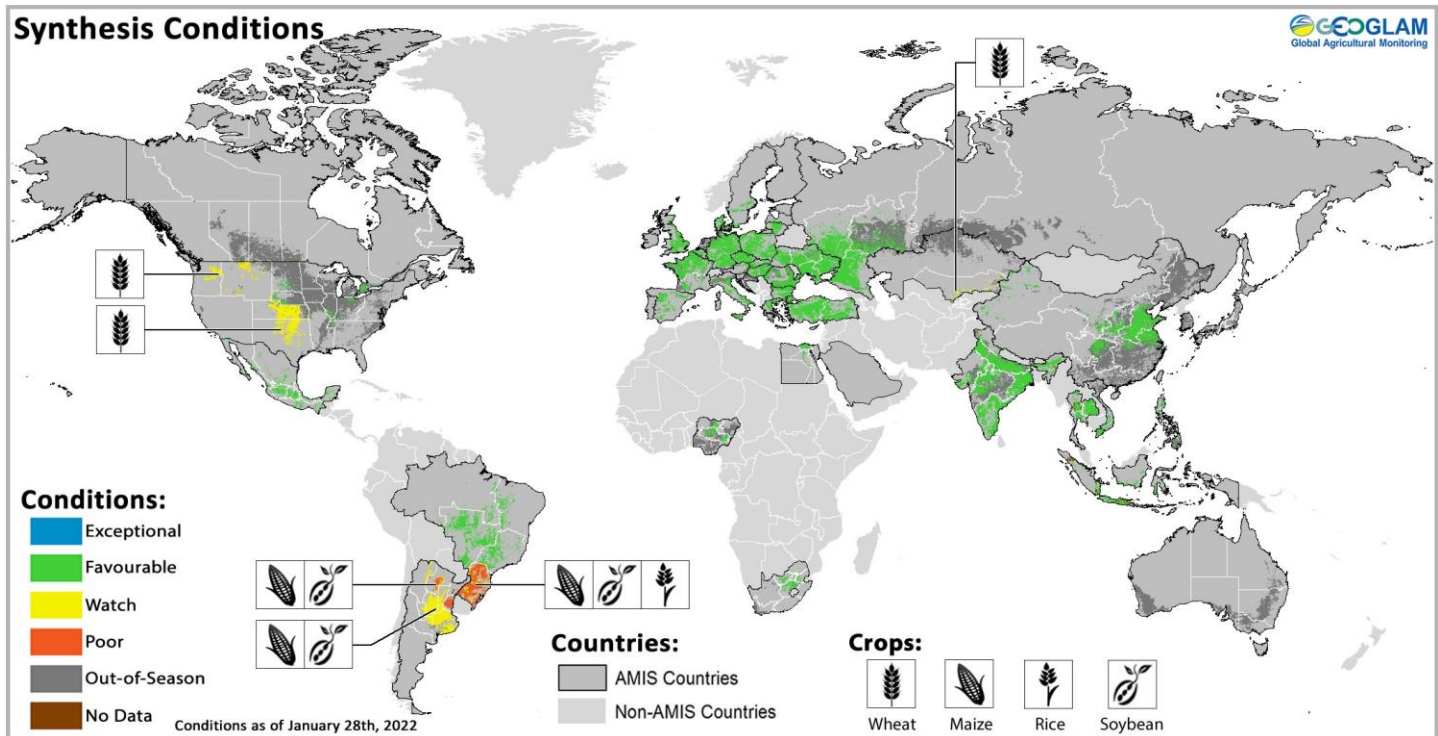 Synthesis Conditions
GEOGLAM
Global Agricultural Monitoring
Conditions:
Exceptional
Favourable
Watch
Poor
Out-of-Season
No Data
Conditions as of January 28th, 2022
Countries:
AMIS Countries
Non-AMIS Countries
Crops:
Wheat
Maize
Rice
Soybean